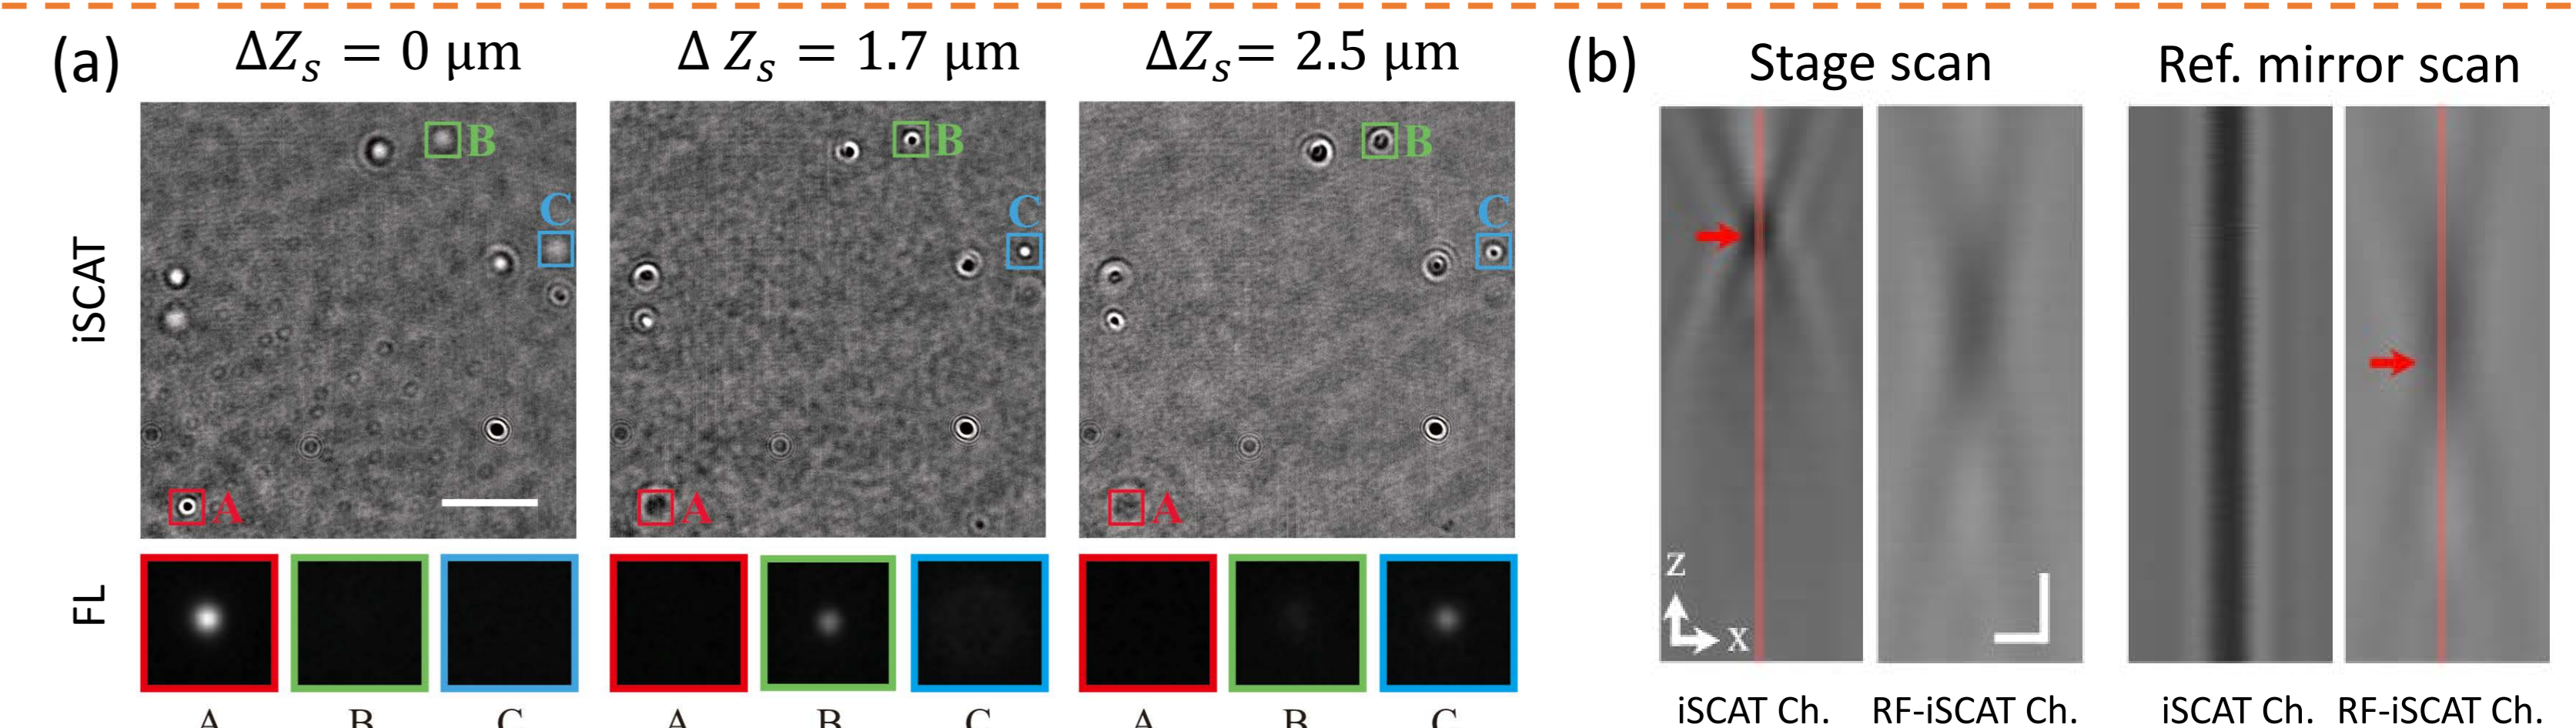 (a)
ΔZs = 0 μm
Δ Zs = 1.7 μm
ΔZs= 2.5 μm
iSCAT
B
C
A
B
C
A
B
C
A
FL
A B C
A B C
A B C
(b)
Stage scan
Ref. mirror scan
Z
X
iSCAT Ch.
RF-iSCAT Ch.
iSCAT Ch.
RF-iSCAT Ch.